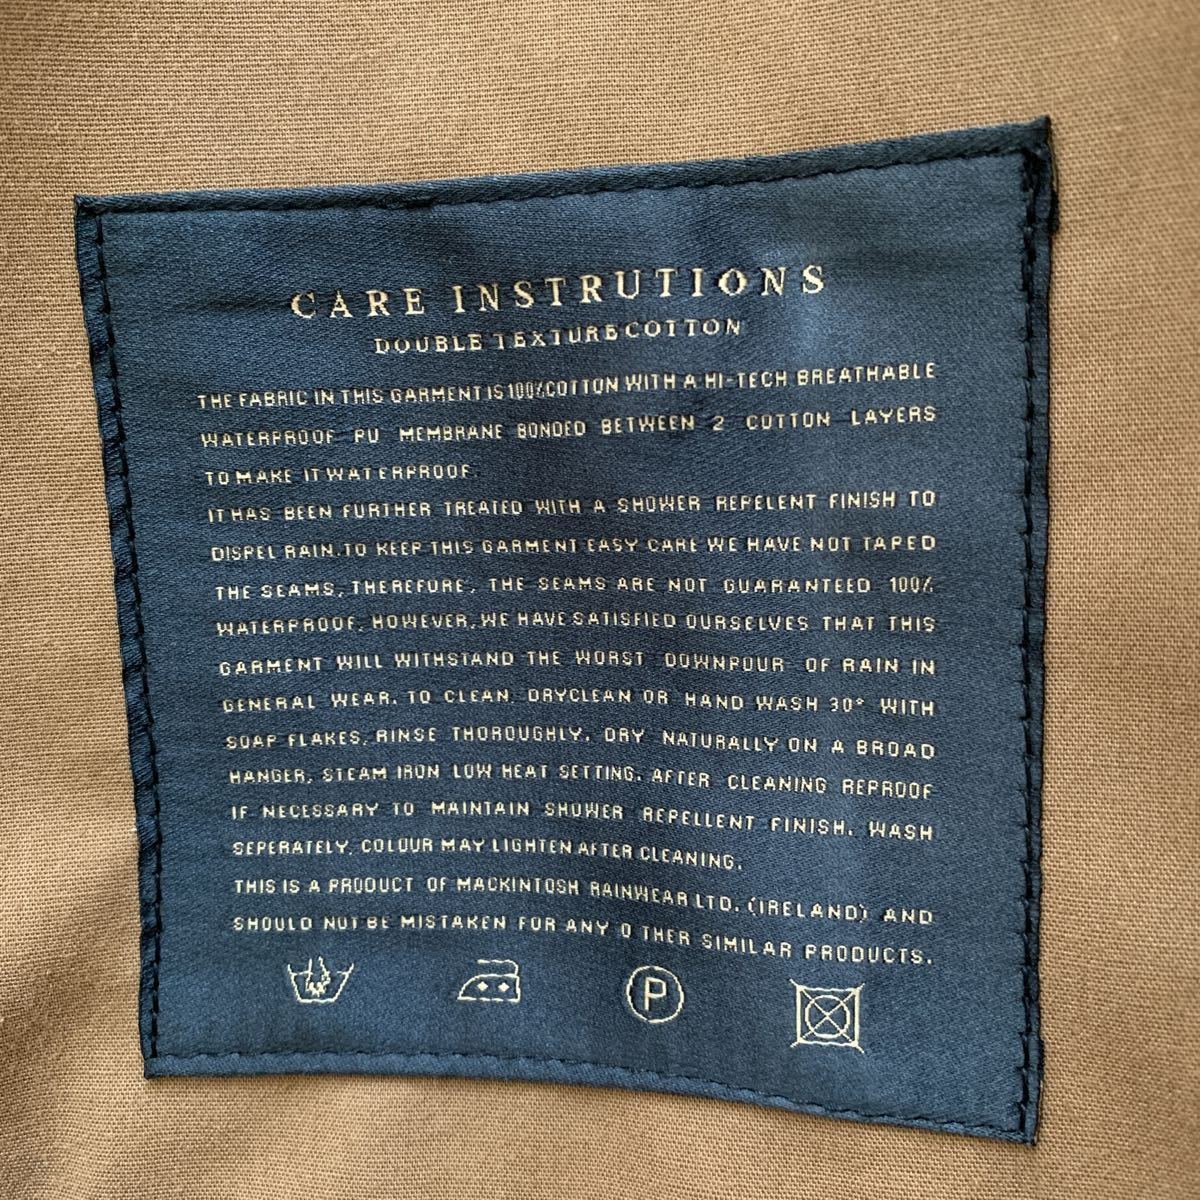 CARE INSTRUTIONS
DOUBLE TEXTURE COTTON
THE FABRIC IN THIS GARMENT IS 100% COTTON WITH A HI-TECH BREATHABLE
WATERPROOF PU MEMBRANE BONDED BETWEEN 2 COTTON LAYERS
TO MAKE IT WATERPROOF.
IT HAS BEEN FURTHER TREATED WITH A SHOWER REPELENT FINISH TO
DISPEL RAIN. TO KEEP THIS GARMENT EASY CARE WE HAVE NOT TAPED
THE SEAMS, THEREFORE, THE SEAMS ARE NOT GUARANTEED 100%
WATERPROOF, HOWEVER, WE HAVE SATISFIED OURSELVES THAT THIS
GARMENT WILL WITHSTAND THE WORST DOWNPOUR OF RAIN IN
GENERAL WEAR. TO CLEAN, DRYCLEAN OR HAND WASH 30° WITH
SOAP FLAKES, RINSE THOROUGHLY. DRY NATURALLY ON A BROAD
HANGER, STEAM IRON LOW HEAT SETTING. AFTER CLEANING REPROOF
IF NECESSARY TO MAINTAIN SHOWER REPELLENT FINISH. WASH
SEPERATELY, COLOUR MAY LIGHTEN AFTER CLEANING.
THIS IS A PRODUCT OF MACKINTOSH RAINWEAR LTD. (IRELAND) AND
SHOULD NOT BE MISTAKEN FOR ANY O THER SIMILAR PRODUCTS.
P